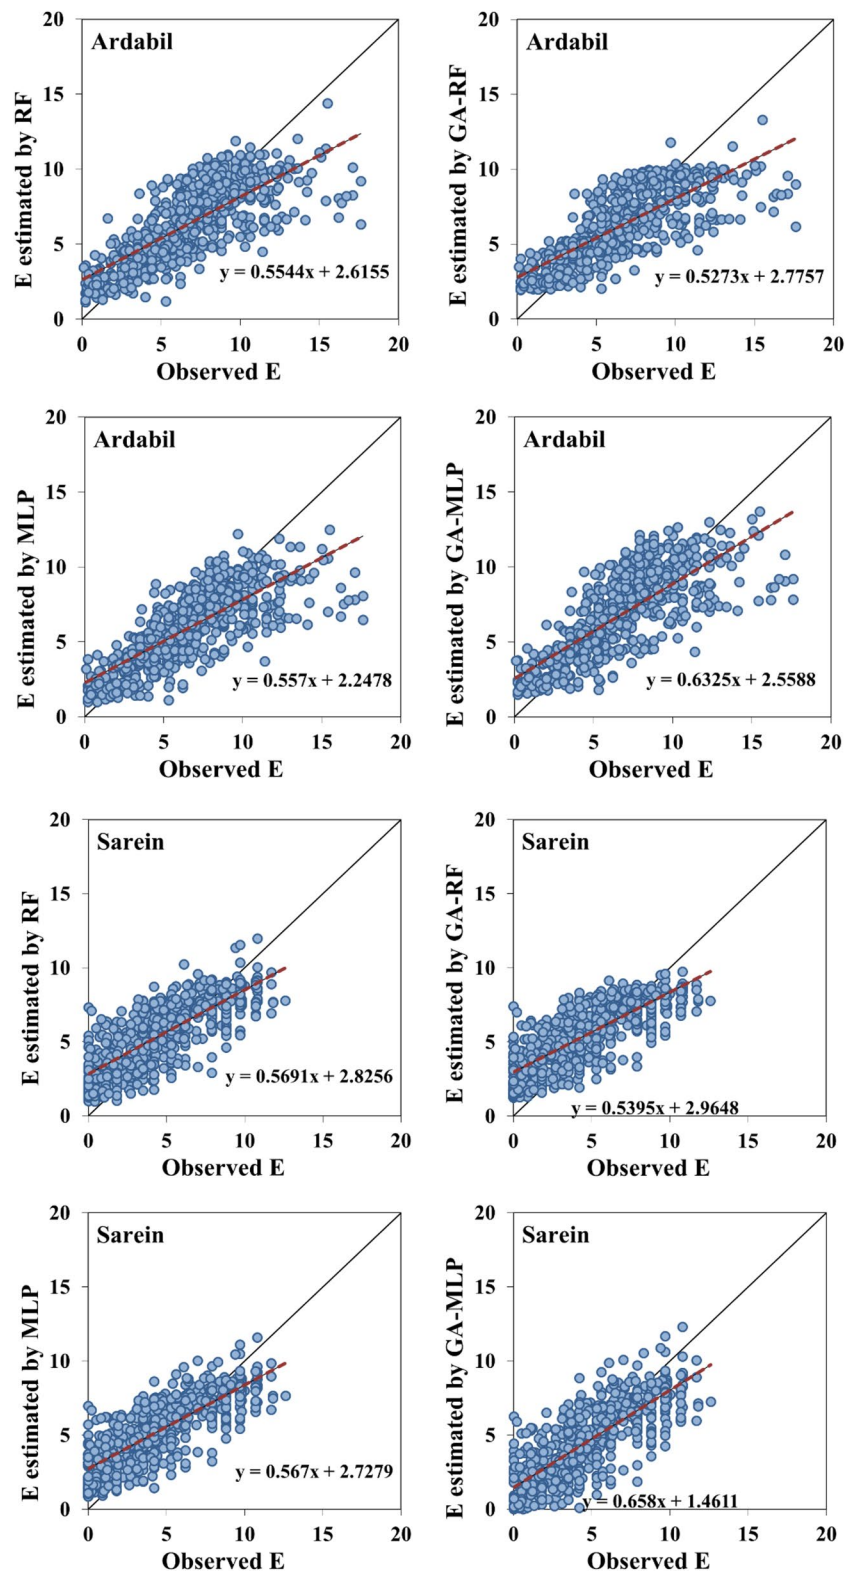 20
Ardabil
15
10
5
0
y = 0.5544x + 2.6155
0 5 10 15 20
Observed E
E estimated by RF
20
Ardabil
15
10
5
0
y = 0.5273x + 2.7757
0 5 10 15 20
Observed E
E estimated by GA-RF
20
Ardabil
15
10
5
0
y = 0.557x + 2.2478
0 5 10 15 20
Observed E
E estimated by MLP
20
Ardabil
15
10
5
0
y = 0.6325x + 2.5588
0 5 10 15 20
Observed E
E estimated by GA-MLP
20
Sarein
15
10
5
0
y = 0.5691x + 2.8256
0 5 10 15 20
Observed E
E estimated by RF
20
Sarein
15
10
5
0
y = 0.5395x + 2.9648
0 5 10 15 20
Observed E
E estimated by GA-RF
20
Sarein
15
10
5
0
y = 0.567x + 2.7279
0 5 10 15 20
Observed E
E estimated by MLP
20
Sarein
15
10
5
0
y = 0.658x + 1.4611
0 5 10 15 20
Observed E
E estimated by GA-MLP